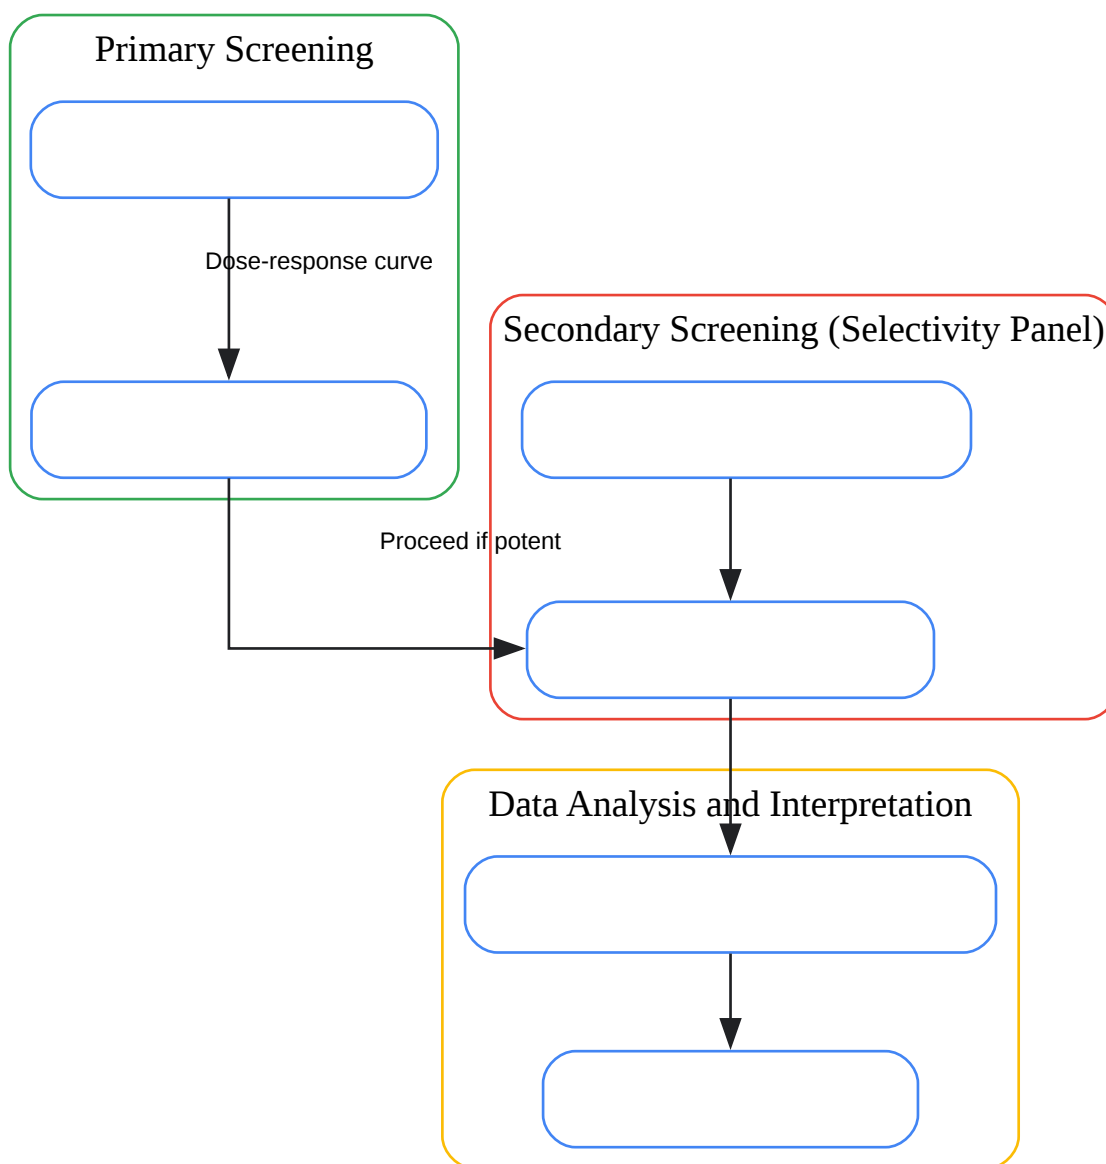 Primary Screening
Dose-response curve
Secondary Screening (Selectivity Panel)
Proceed if potent
Data Analysis and Interpretation